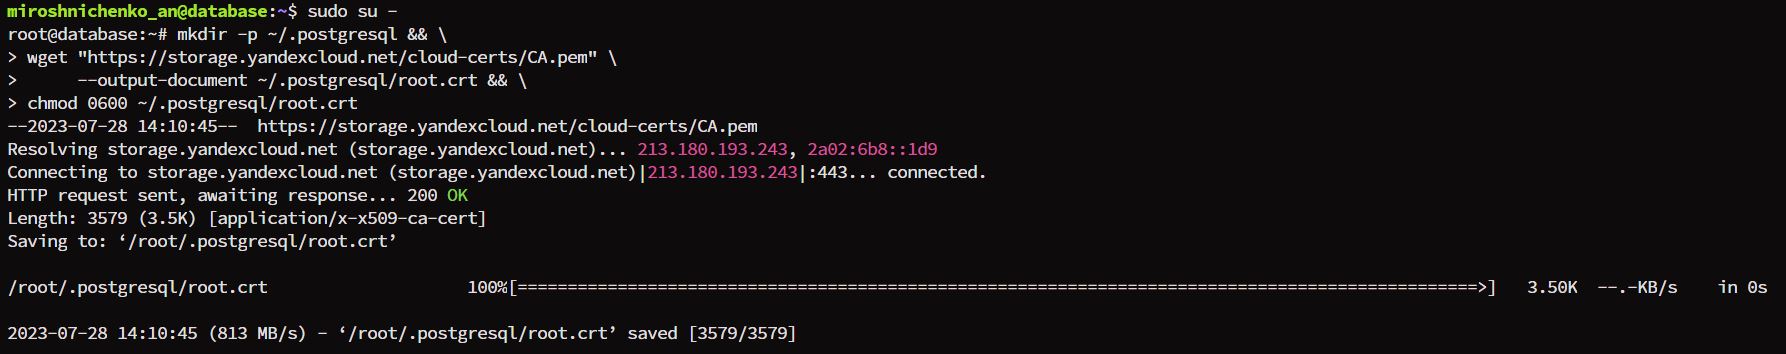 miroshnichenko_an@database:~$ sudo su -
root@database:~# mkdir -p ~/.postgresql && \
> wget "https://storage.yandexcloud.net/cloud-certs/CA.pem" \
>      --output-document ~/.postgresql/root.crt && \
> chmod 0600 ~/.postgresql/root.crt
--2023-07-28 14:10:45--  https://storage.yandexcloud.net/cloud-certs/CA.pem
Resolving storage.yandexcloud.net (storage.yandexcloud.net)... 213.180.193.243, 2a02:6b8::1d9
Connecting to storage.yandexcloud.net (storage.yandexcloud.net)|213.180.193.243|:443... connected.
HTTP request sent, awaiting response... 200 OK
Length: 3579 (3.5K) [application/x-x509-ca-cert]
Saving to: ‘/root/.postgresql/root.crt’
/root/.postgresql/root.crt                    100%[================================================================================================>]   3.50K  --.-KB/s    in 0s
2023-07-28 14:10:45 (813 MB/s) - ‘/root/.postgresql/root.crt’ saved [3579/3579]